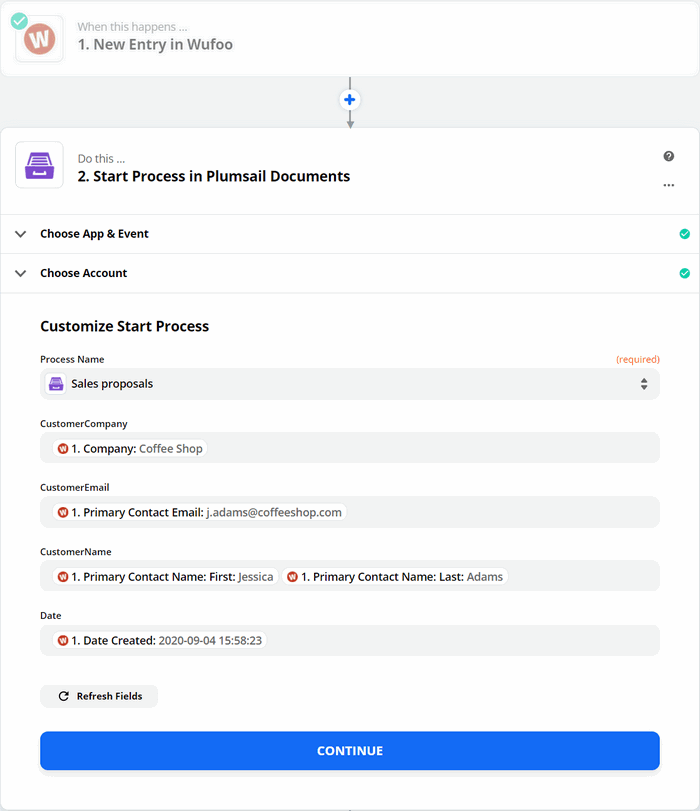 When this happens ...
W
1. New Entry in Wufoo
Do this ...
2. Start Process in Plumsail Documents
?
...
Choose App & Event
Choose Account
Customize Start Process
Process Name (required)
Sales proposals
CustomerCompany
W 1. Company: Coffee Shop
CustomerEmail
W 1. Primary Contact Email: j.adams@coffeeshop.com
CustomerName
W 1. Primary Contact Name: First: Jessica W 1. Primary Contact Name: Last: Adams
Date
W 1. Date Created: 2020-09-04 15:58:23
Refresh Fields
CONTINUE